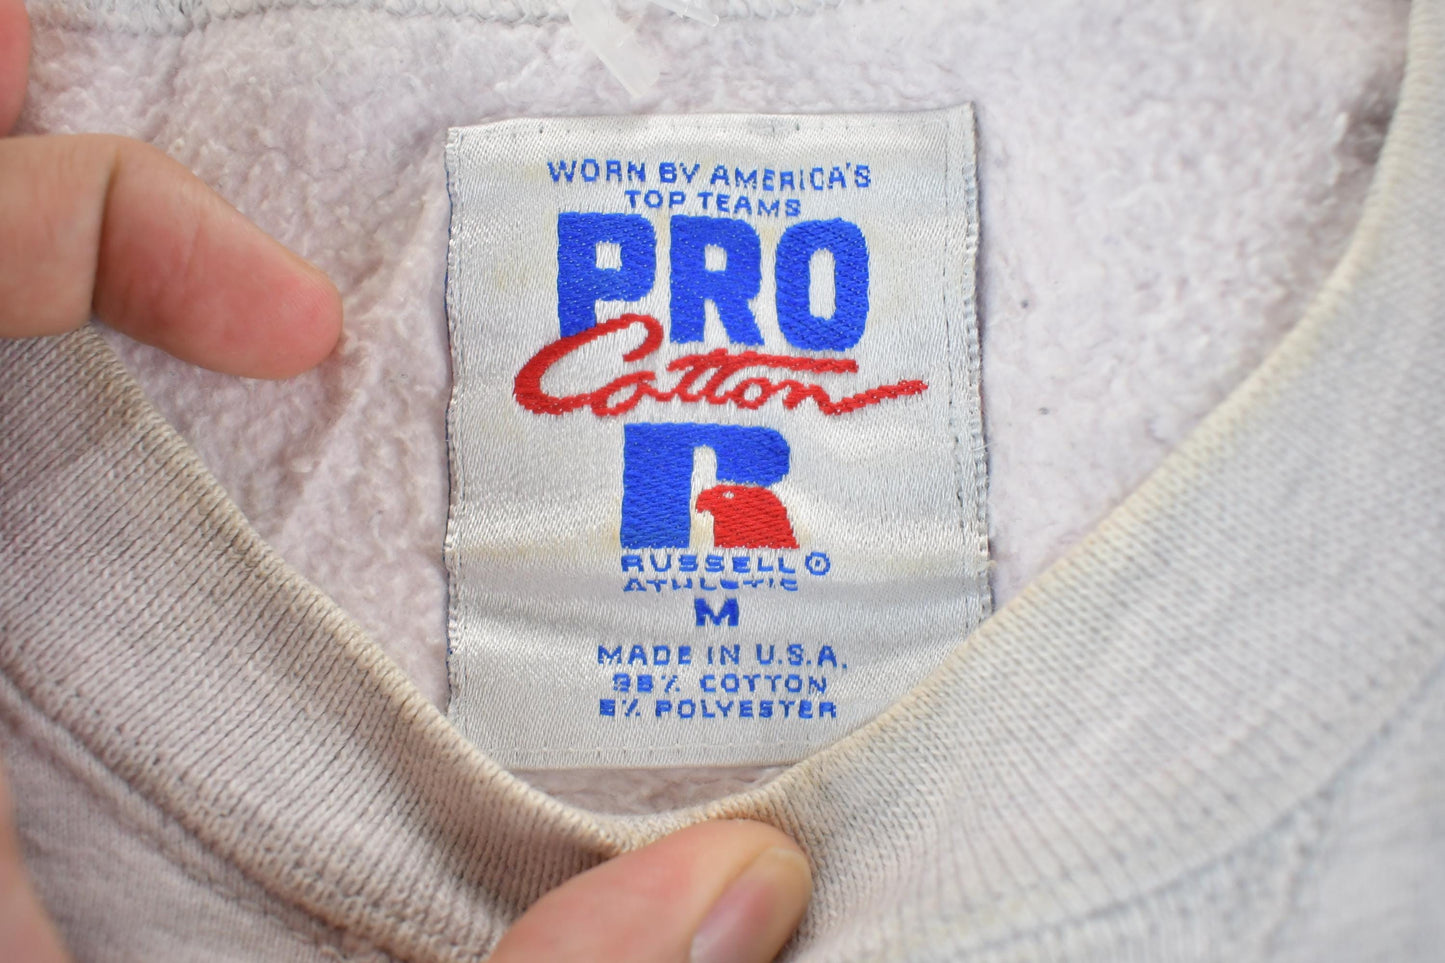 WORN BY AMERICA'S
TOP TEAMS
PRO
Cotton
R
RUSSELL ®
ATHLETIC
M
MADE IN U.S.A.
95% COTTON
5% POLYESTER